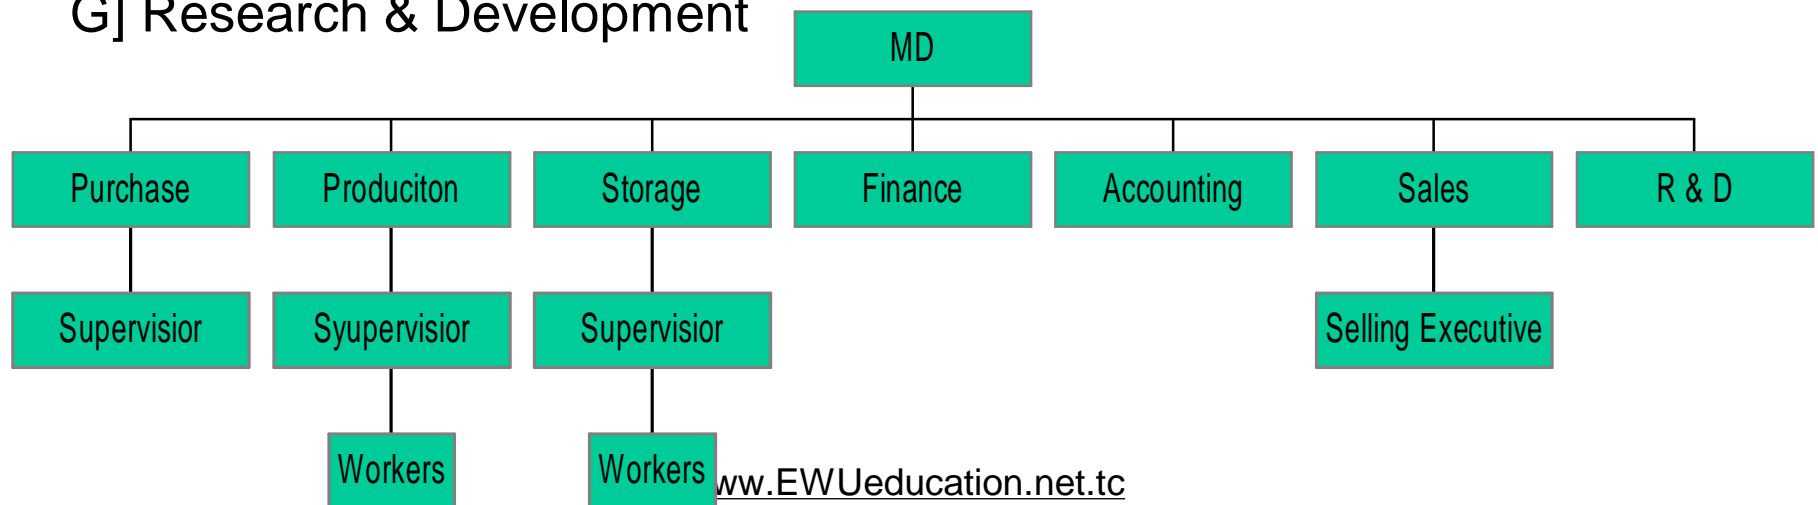 G] Research & Development
MD
Purchase
Produciton
Storage
Finance
Accounting
Sales
R & D
Supervisior
Syupervisior
Supervisior
Selling Executive
Workers
Workers
ww.EWUeducation.net.tc